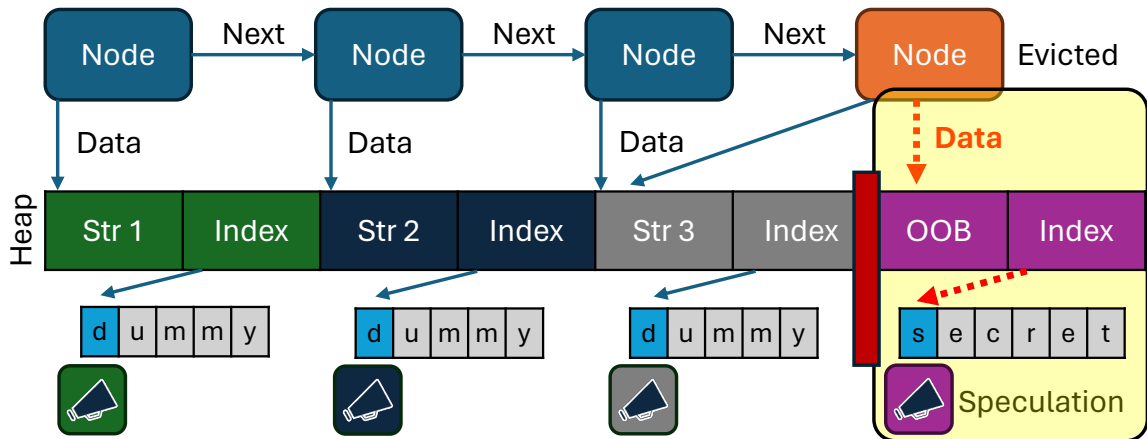 Node Next Node Next Node Next Node Evicted
Data Data Data Data
Heap
Str 1 Index Str 2 Index Str 3 Index OOB Index
d u m m y d u m m y d u m m y s e c r e t
Speculation